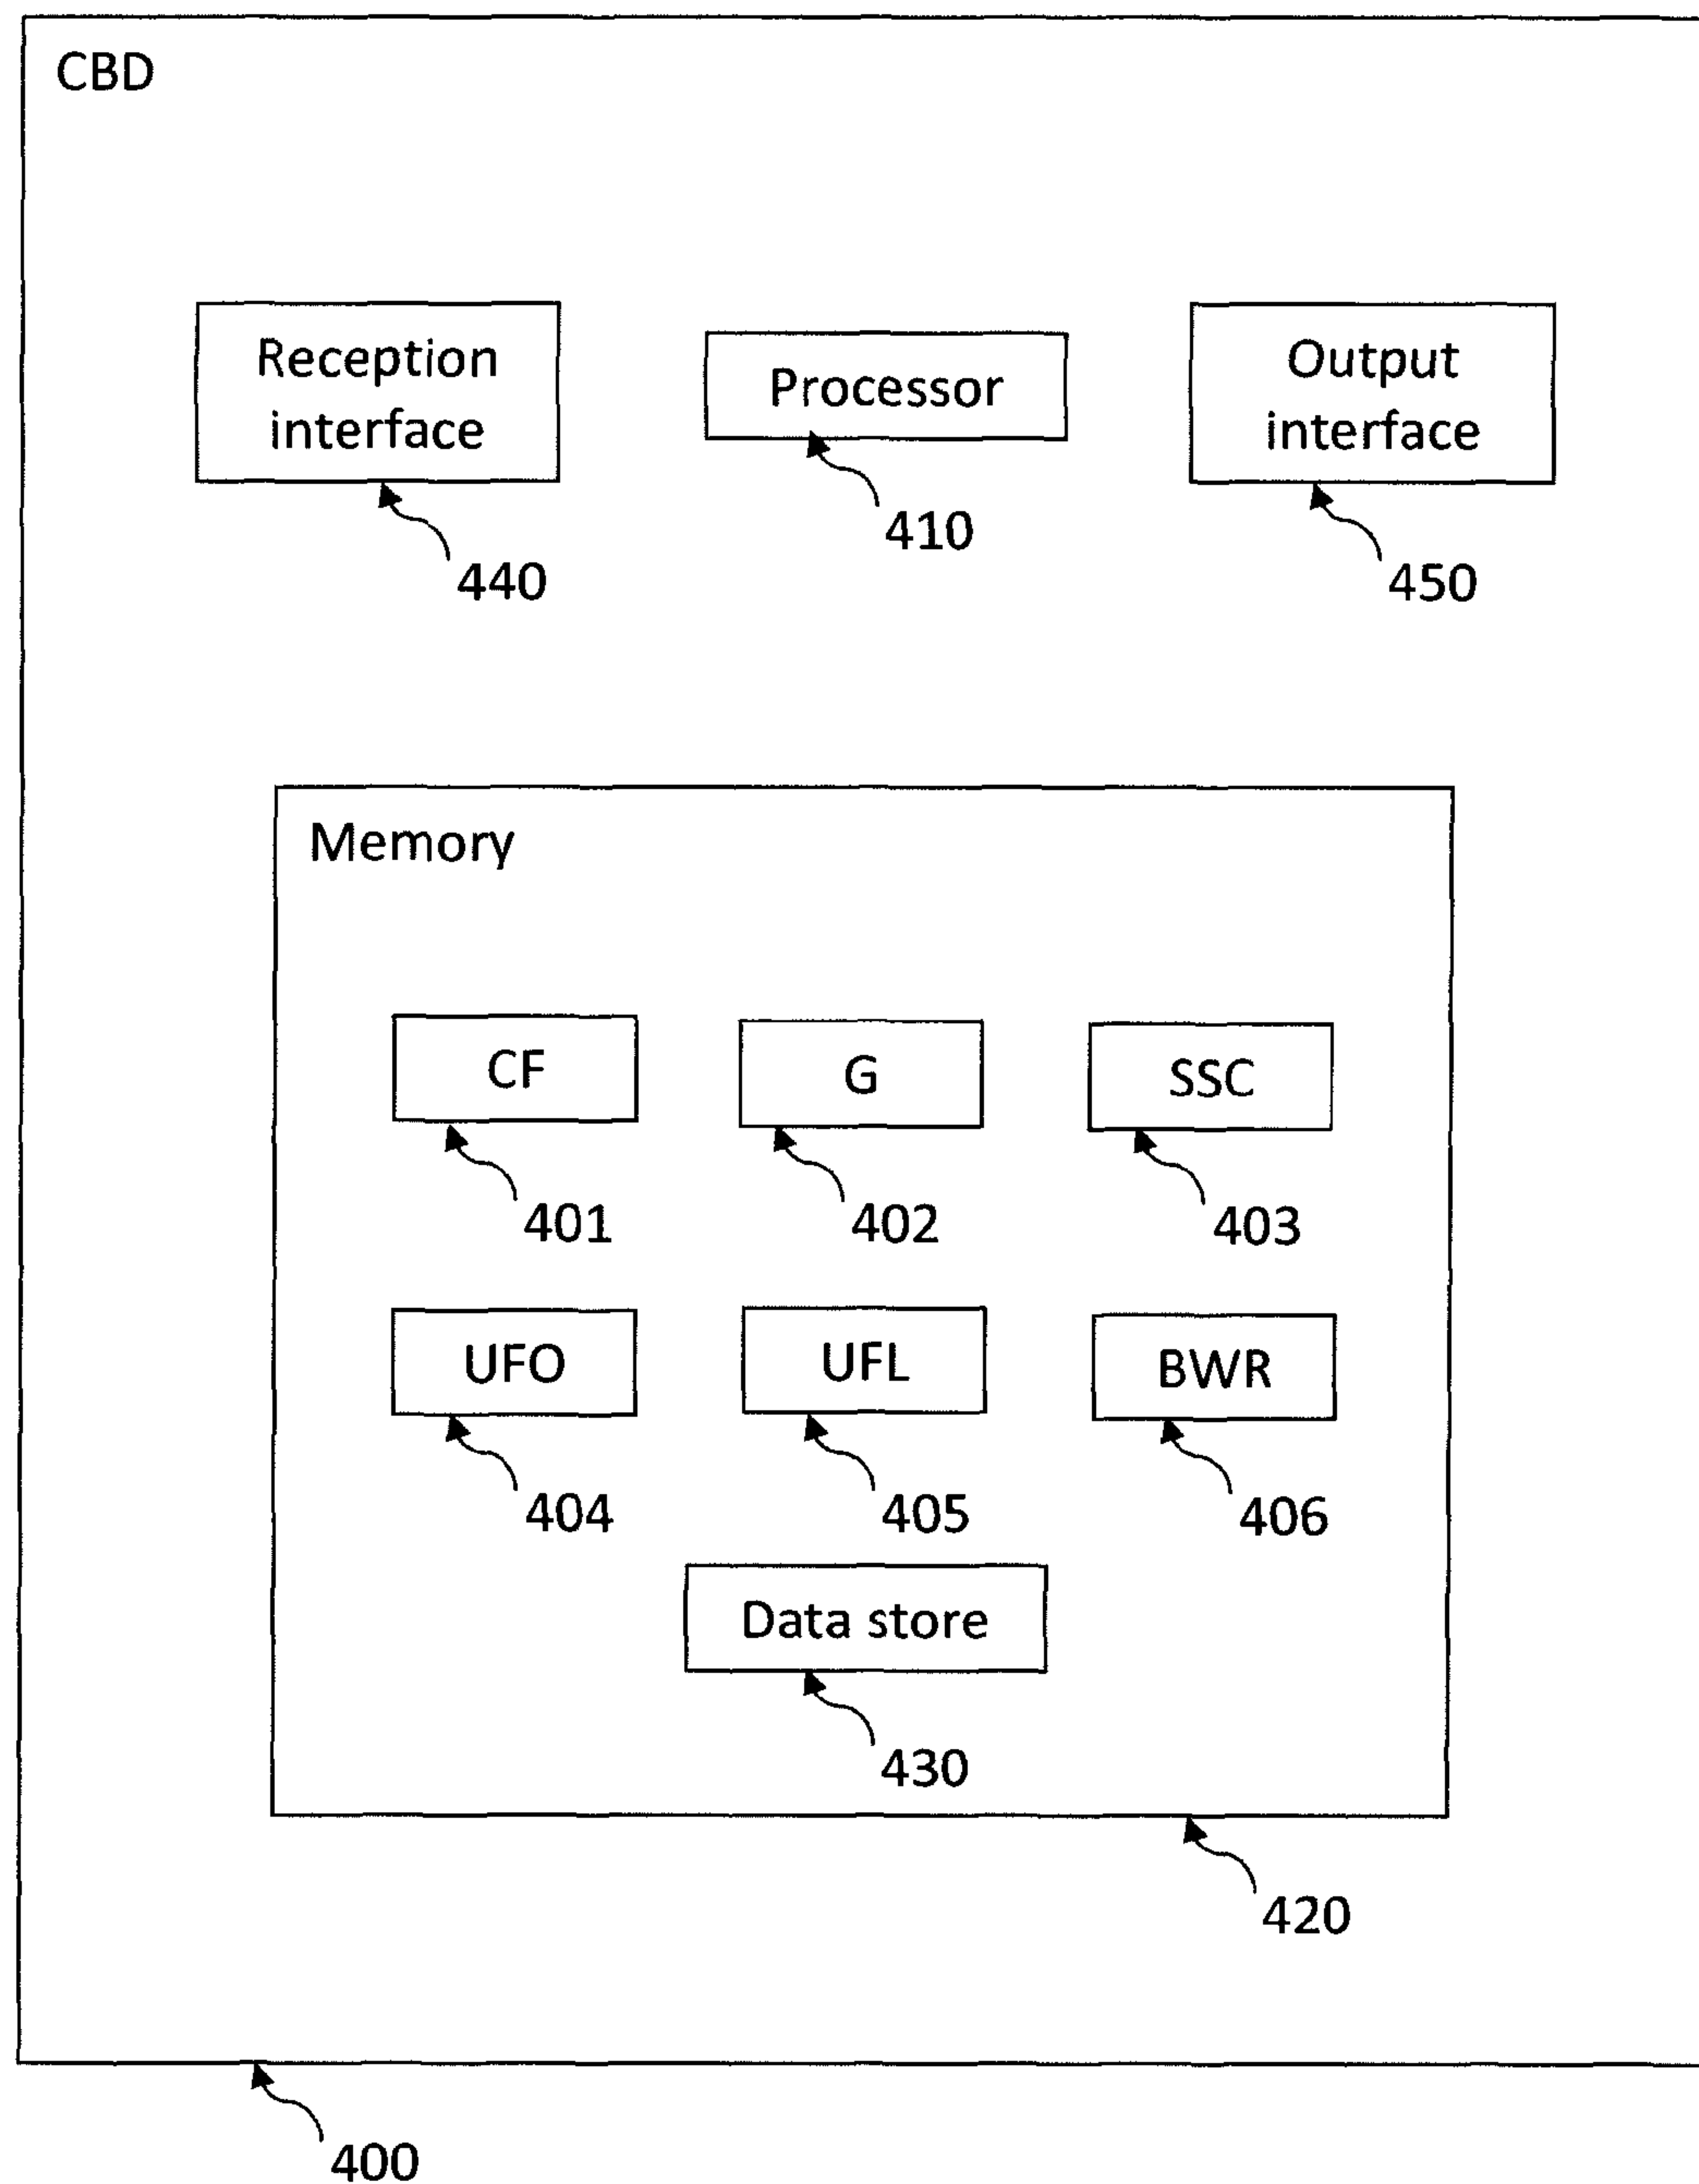 CBD
Reception
interface
Processor
Output
interface
440
410
450
Memory
CF
G
SSC
401
402
403
UFO
UFL
BWR
404
405
406
Data store
430
420
400